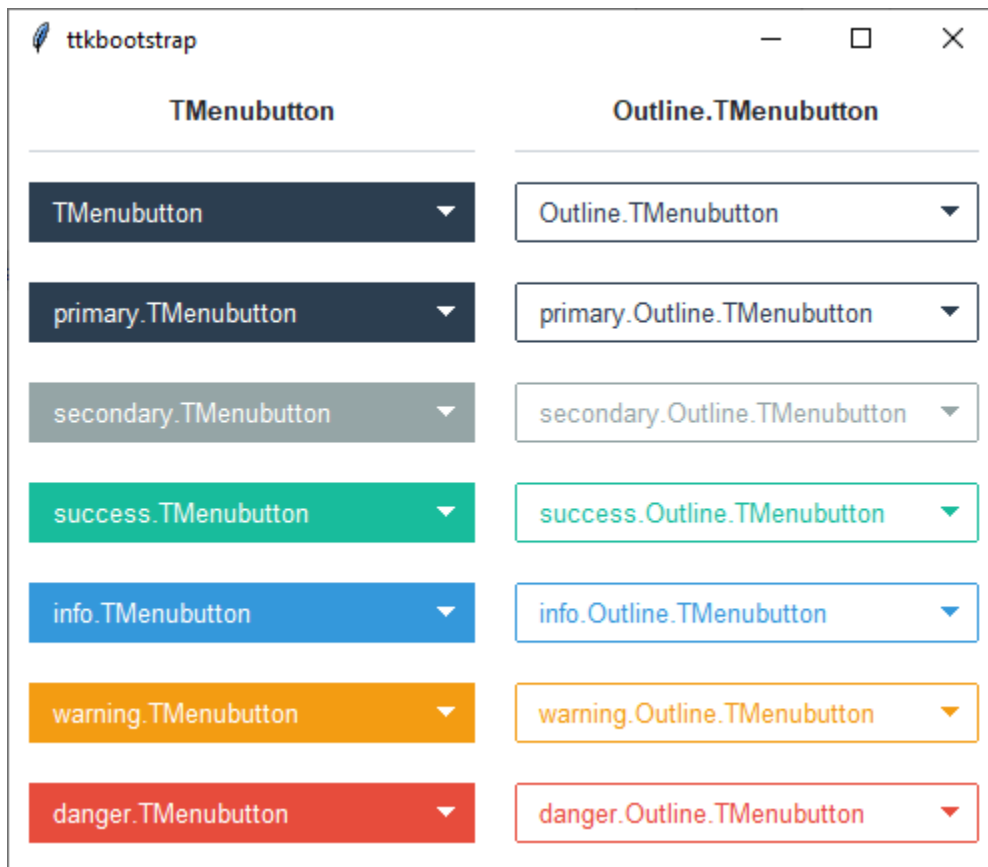 ttkbootstrap
TMenubutton Outline.TMenubutton
TMenubutton Outline.TMenubutton
primary.TMenubutton primary.Outline.TMenubutton
secondary.TMenubutton secondary.Outline.TMenubutton
success.TMenubutton success.Outline.TMenubutton
info.TMenubutton info.Outline.TMenubutton
warning.TMenubutton warning.Outline.TMenubutton
danger.TMenubutton danger.Outline.TMenubutton